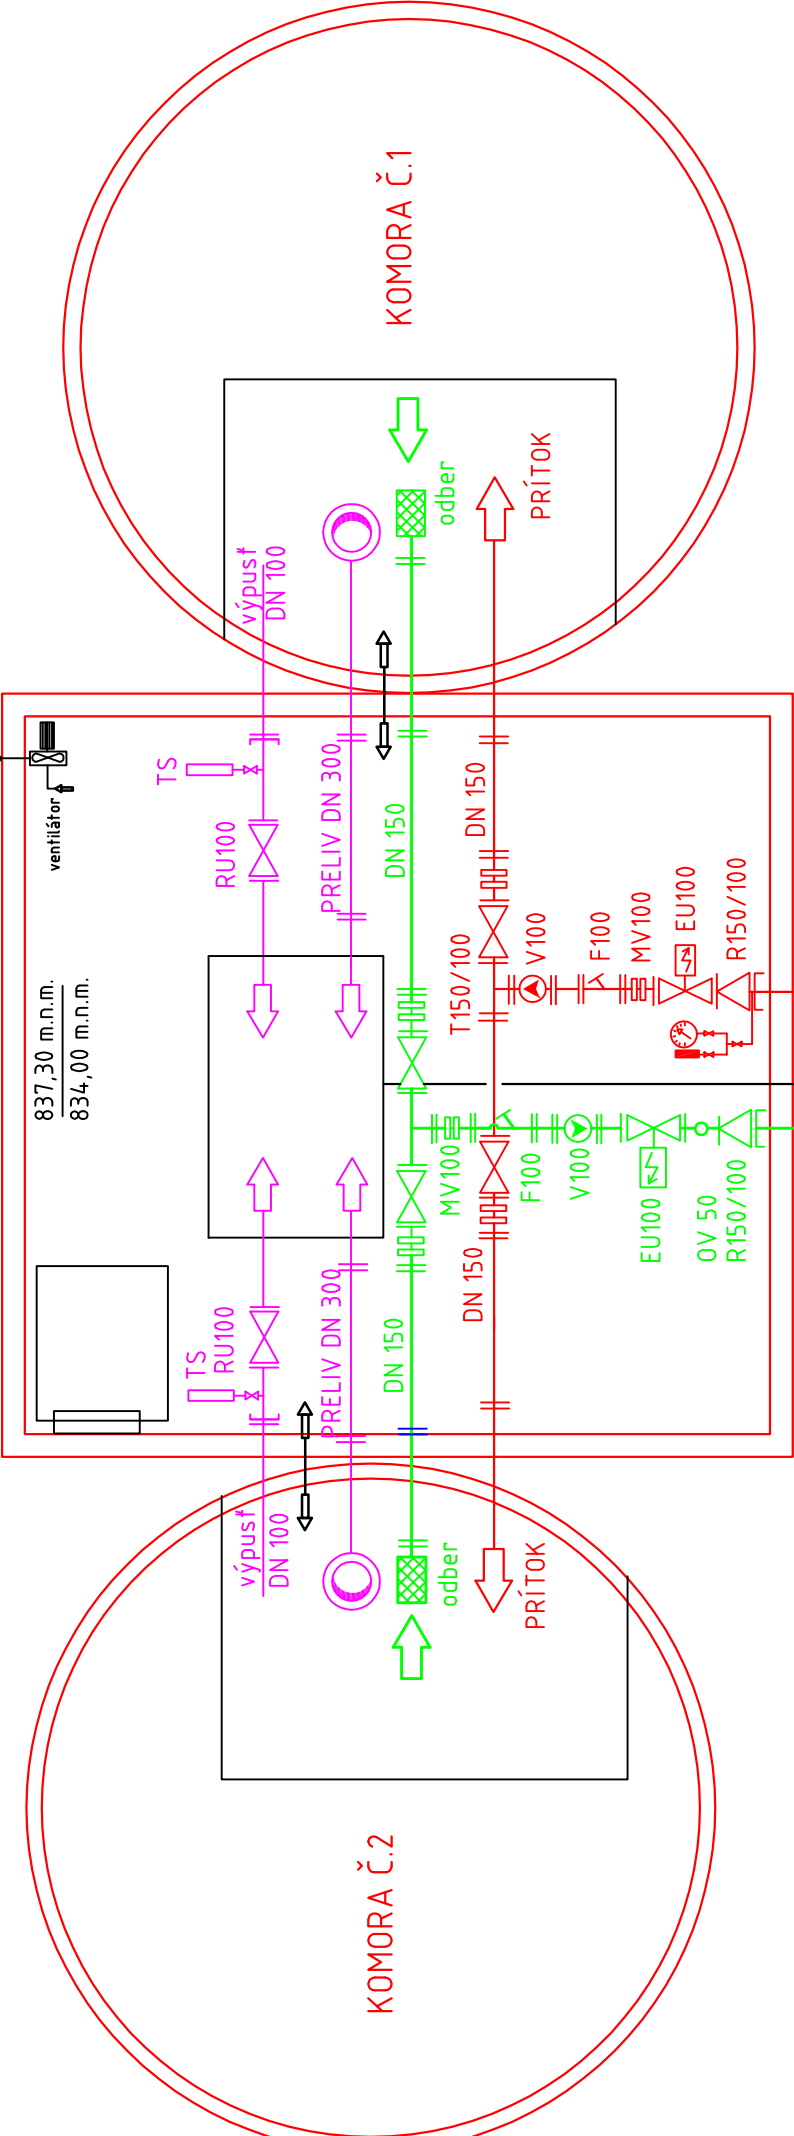 KOMORA Č.1
odber
PRÍTOK
výpusť
DN 100
TS
RU100
PRELIV DN 300
DN 150
DN 150
ventilátor
837,30 m.n.m.
834,00 m.n.m.
T150/100
V100
F100
MV100
EU100
R150/100
MV100
F100
V100
EU100
OV 50
R150/100
TS
RU100
PRELIV DN 300
DN 150
DN 150
výpusť
DN 100
odber
PRÍTOK
KOMORA Č.2